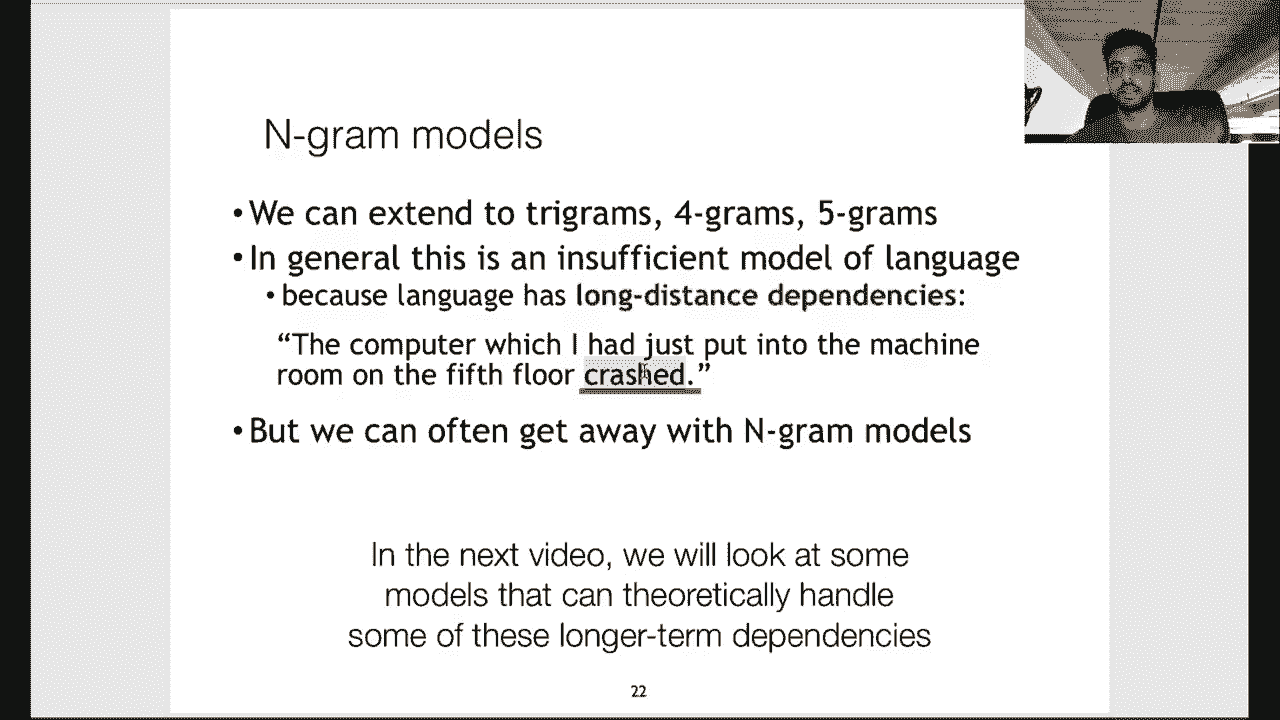 N-gram models
•We can extend to trigrams, 4-grams, 5-grams
•In general this is an insufficient model of language
•because language has long-distance dependencies:
“The computer which I had just put into the machine
room on the fifth floor crashed.”
•But we can often get away with N-gram models
In the next video, we will look at some
models that can theoretically handle
some of these longer-term dependencies
22